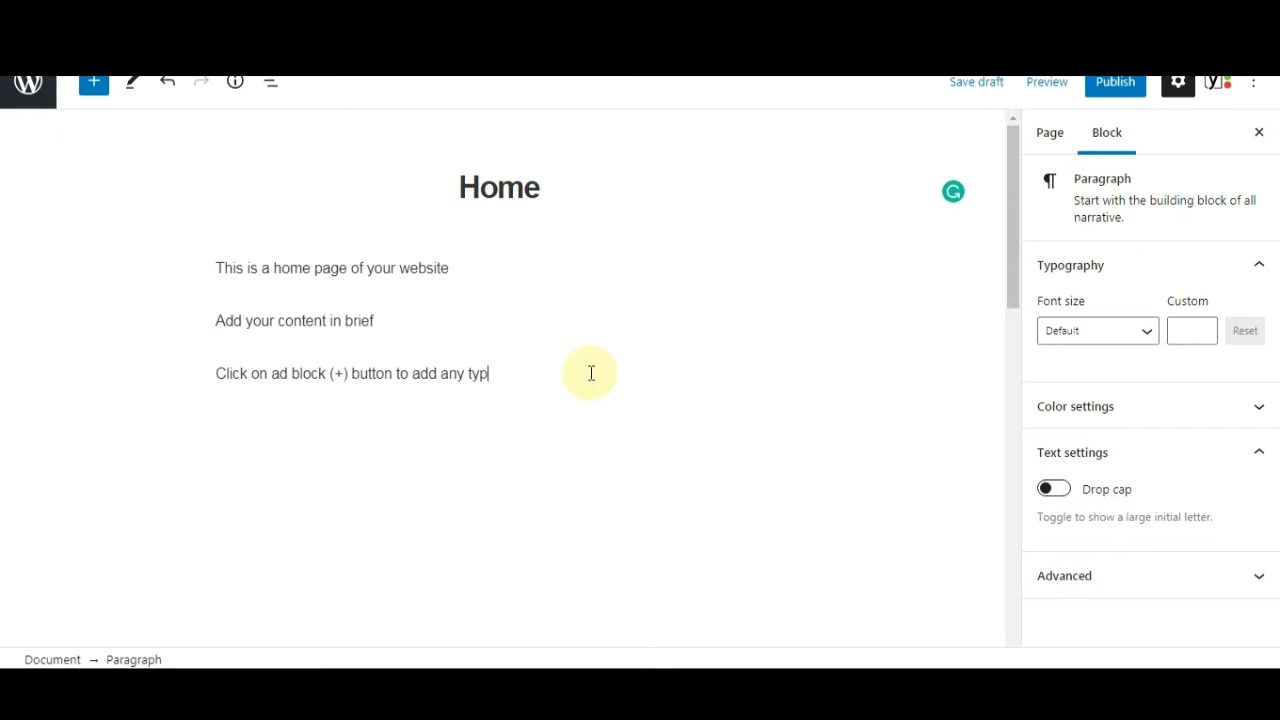 Save draft
Preview
Publish
Home
This is a home page of your website
Add your content in brief
Click on ad block (+) button to add any typ
Page
Block
Paragraph
Start with the building block of all
narrative.
Typography
Font size
Custom
Default
Reset
Color settings
Text settings
Drop cap
Toggle to show a large initial letter.
Advanced
Document → Paragraph